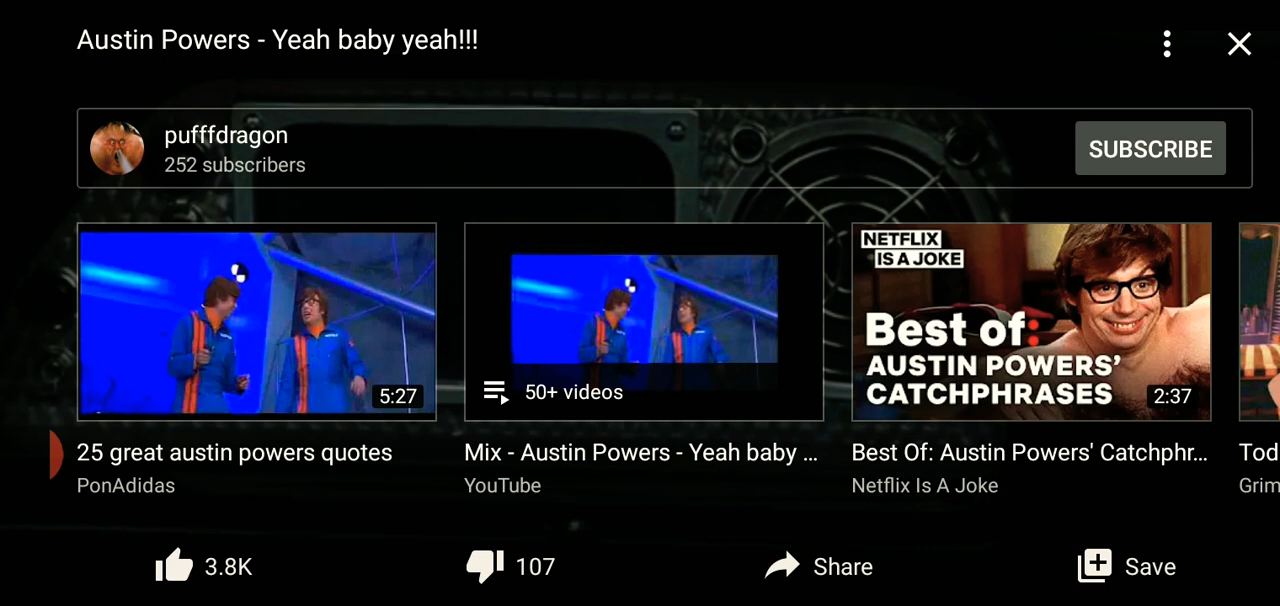 Austin Powers - Yeah baby yeah!!!
pufffdragon
252 subscribers
SUBSCRIBE
5:27
50+ videos
NETFLIX
IS A JOKE
Best of:
AUSTIN POWERS'
CATCHPHRASES
2:37
25 great austin powers quotes
PonAdidas
Mix - Austin Powers - Yeah baby ...
YouTube
Best Of: Austin Powers' Catchphr...
Netflix Is A Joke
Tod
Grim
3.8K
107
Share
Save